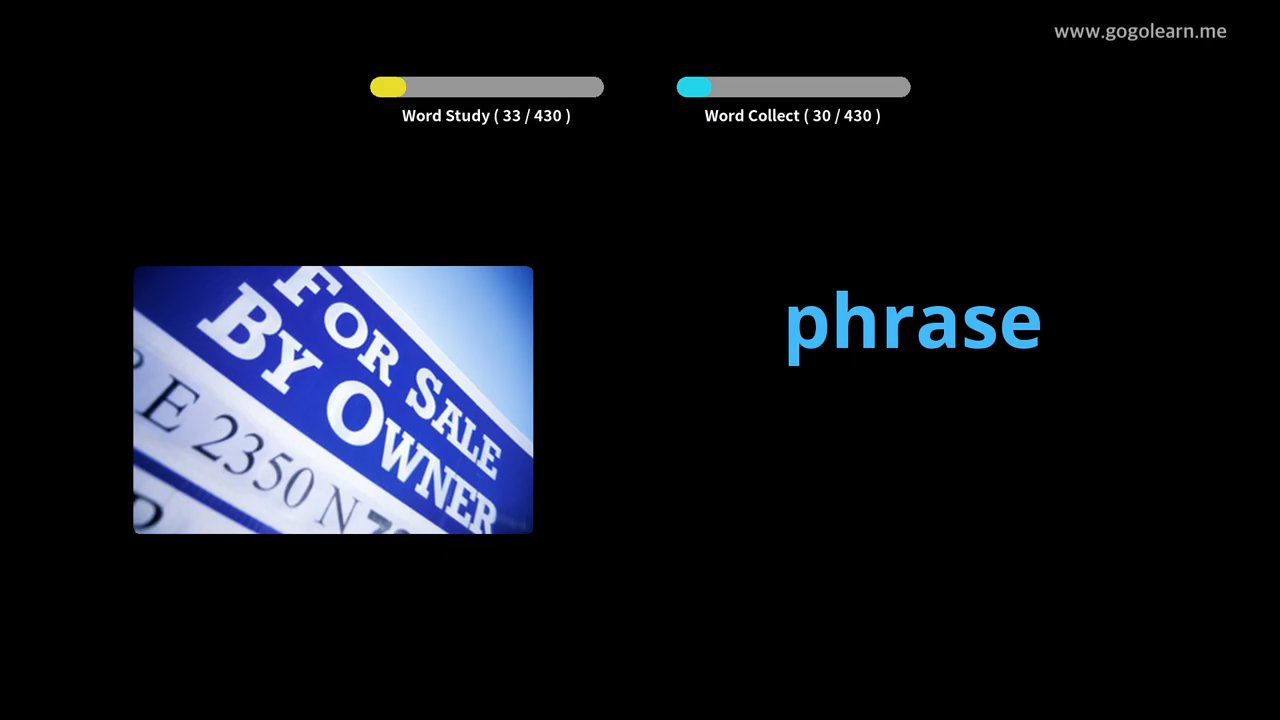 www.gogolearn.me
Word Study ( 33 / 430 )
Word Collect ( 30 / 430 )
FOR SALE
BY OWNER
E 2350 N
phrase